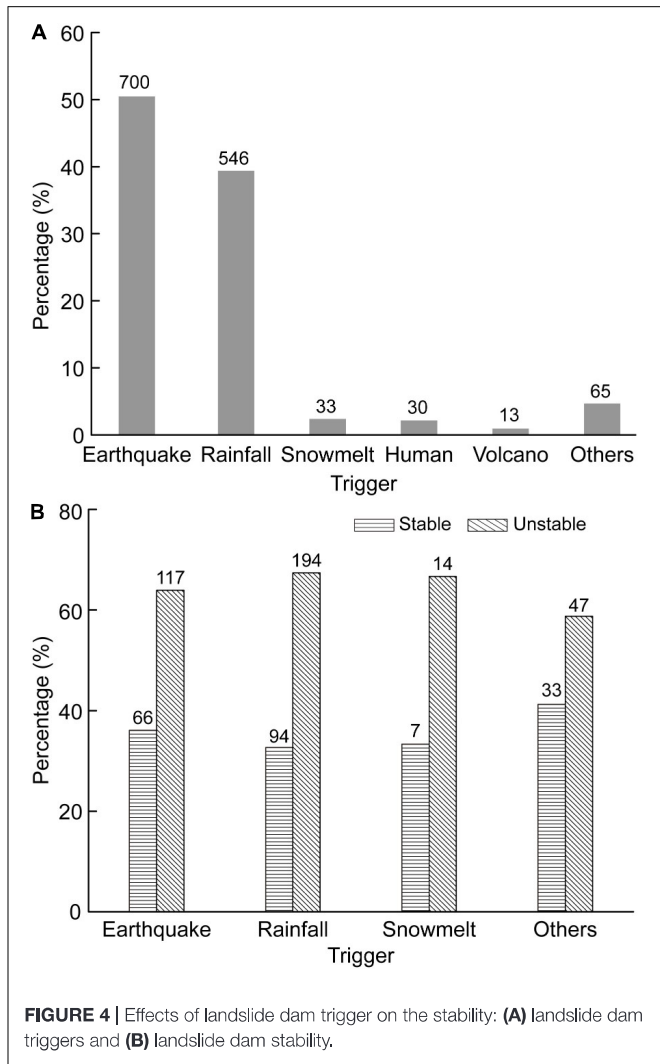 A
60
50
40
30
20
10
0
Percentage (%)
700
546
33
30
13
65
Earthquake Rainfall Snowmelt Human Volcano Others
Trigger
B
80
60
40
20
0
Percentage (%)
Stable Unstable
66 117 94 194 7 14 33 47
Earthquake Rainfall Snowmelt Others
Trigger
FIGURE 4 | Effects of landslide dam trigger on the stability: (A) landslide dam
triggers and (B) landslide dam stability.